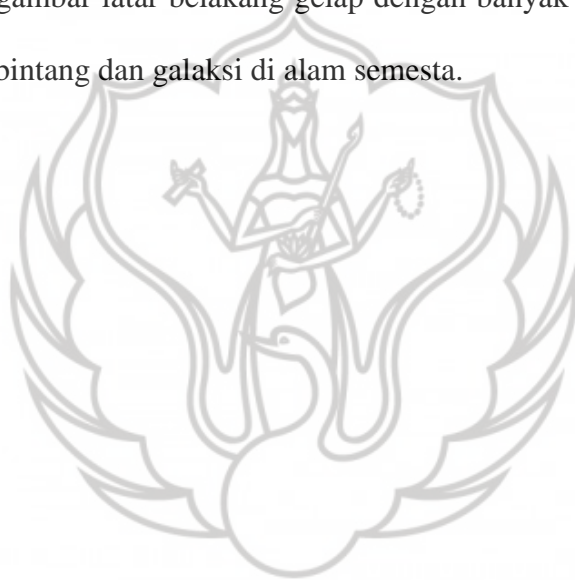 gambar latar belakang gelap dengan banyak
bintang dan galaksi di alam semesta.